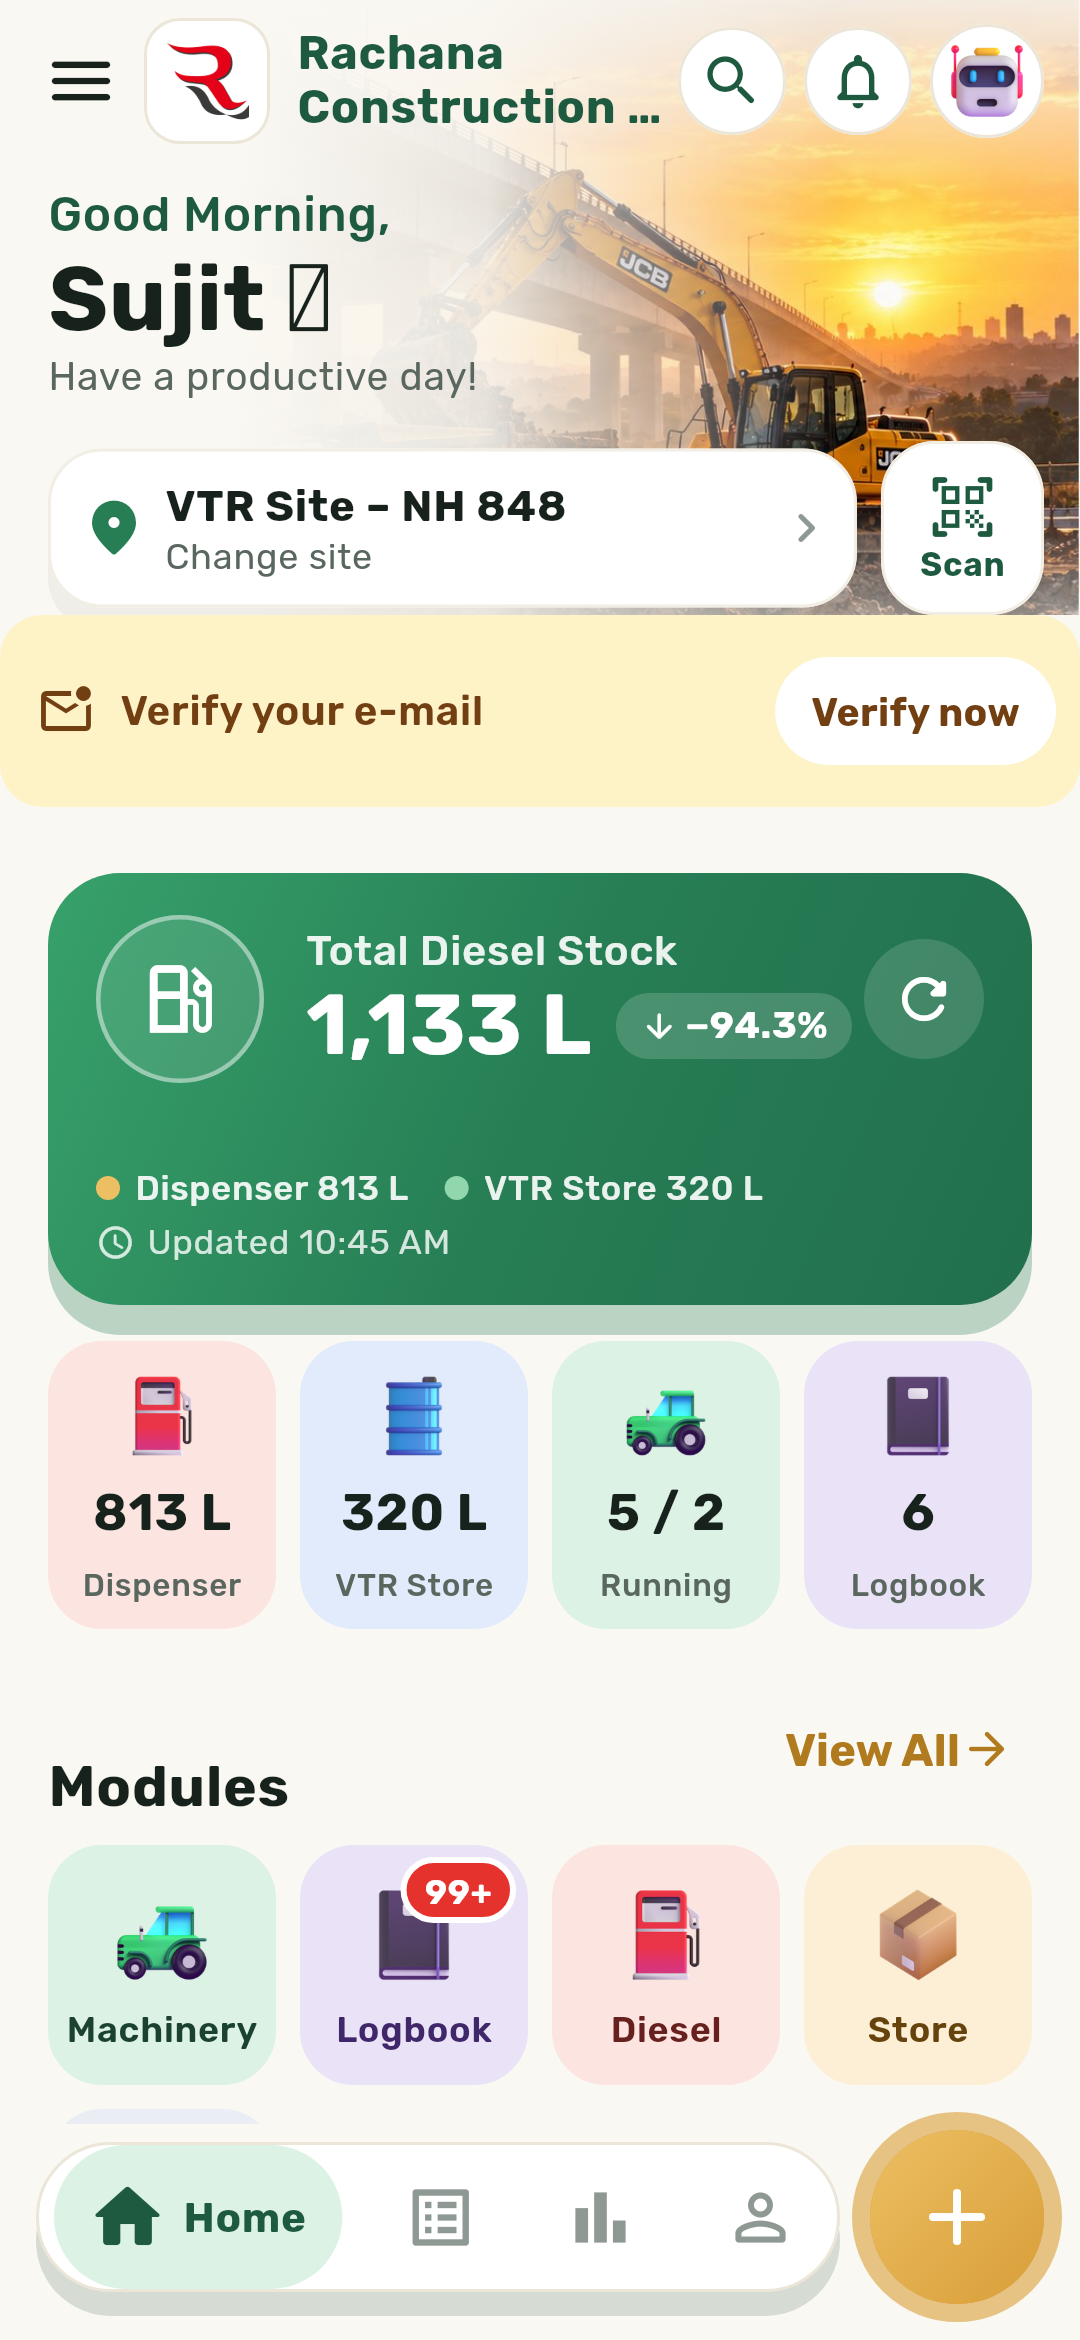 Rachana
Construction ...
Good Morning,
Sujit
Have a productive day!
JCB
JCB
VTR Site – NH 848
Change site
Scan
Verify your e-mail
Verify now
Total Diesel Stock
1,133 L
–94.3%
Dispenser 813 L
VTR Store 320 L
Updated 10:45 AM
813 L
320 L
5 / 2
6
Dispenser
VTR Store
Running
Logbook
View All
Modules
99+
Machinery
Logbook
Diesel
Store
Home